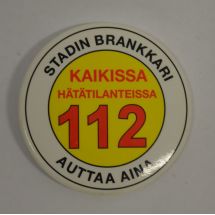 STADIN BRANKKARI
KAIKISSA
HÄTÄTILANTEISSA
112
AUTTAA AINA